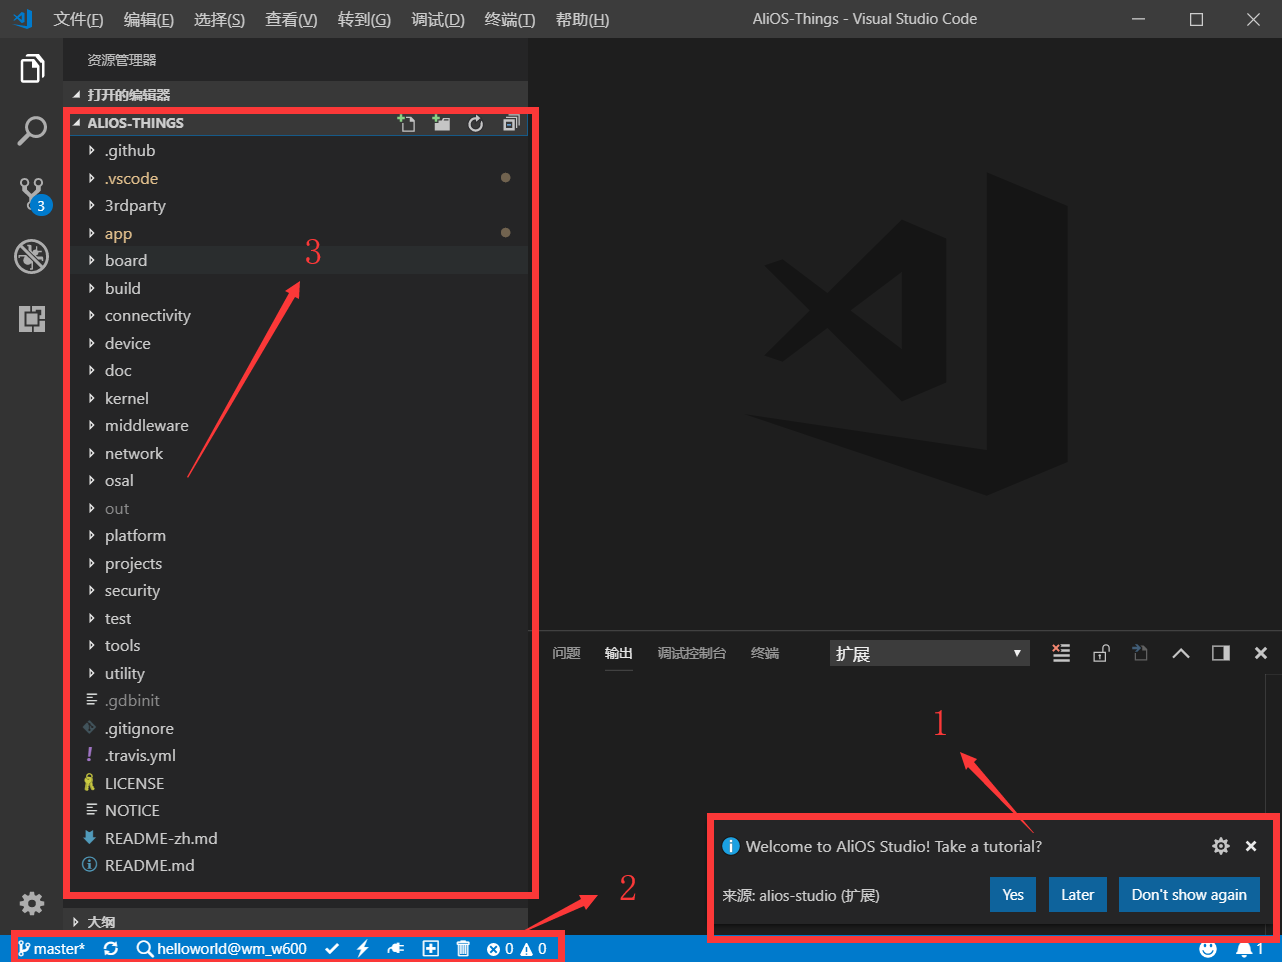 文件(F) 编辑(E) 选择(S) 查看(V) 转到(G) 调试(D) 终端(T) 帮助(H) AliOS-Things - Visual Studio Code
资源管理器
打开的编辑器
ALIOS-THINGS
.github
.vscode
3rdparty
app
board
build
connectivity
device
doc
kernel
middleware
network
osal
out
platform
projects
security
test
tools
utility
.gdbinit
.gitignore
.travis.yml
LICENSE
NOTICE
README-zh.md
README.md
大纲
3
3
问题 输出 调试控制台 终端 扩展
1
Welcome to AliOS Studio! Take a tutorial?
来源: alios-studio (扩展) Yes Later Don't show again
2
master* helloworld@wm_w600 0 0 1